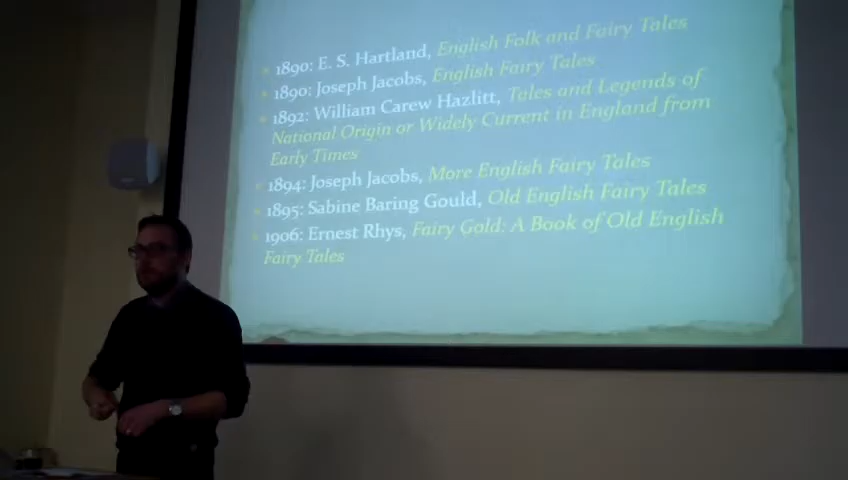 1890: E. S. Hartland, English Folk and Fairy Tales
1890: Joseph Jacobs, English Fairy Tales
1892: William Carew Hazlitt, Tales and Legends of
National Origin or Widely Current in England from
Early Times
1894: Joseph Jacobs, More English Fairy Tales
1895: Sabine Baring Gould, Old English Fairy Tales
1906: Ernest Rhys, Fairy Gold: A Book of Old English
Fairy Tales